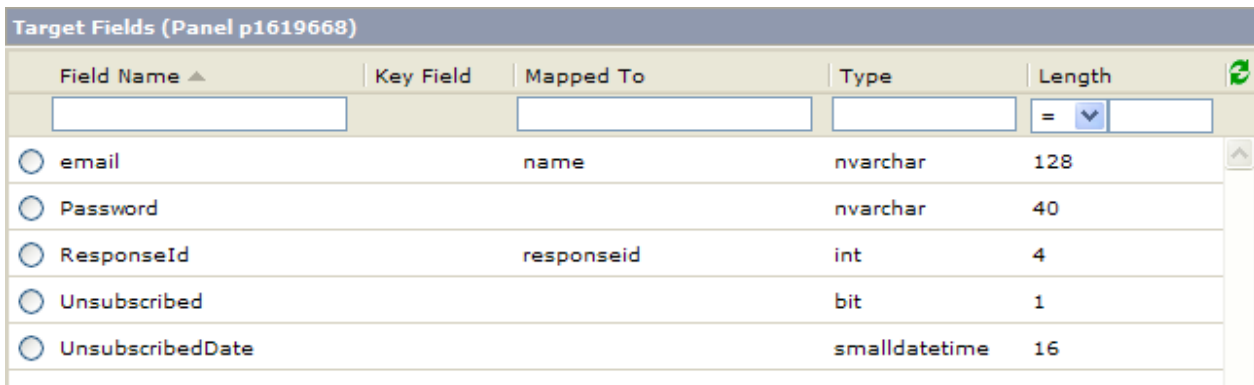 Target Fields (Panel p1619668)
Field Name Key Field Mapped To Type Length
=
email name nvarchar 128
Password nvarchar 40
ResponseId responseid int 4
Unsubscribed bit 1
UnsubscribedDate smalldatetime 16